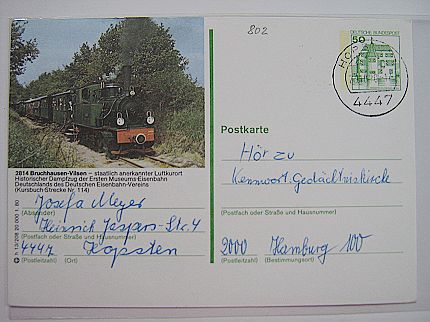 802
50
DEUTSCHE BUNDESPOST
4447
2814 Bruchhausen-Vilsen – staatlich anerkannter Luftkurort
Historischer Dampfzug der Ersten Museums-Eisenbahn
Deutschlands des Deutschen Eisenbahn-Vereins
(Kursbuch-Strecke Nr. 114)
Josefa Meyer
(Absender)
Heinrich Jaspers-Str. 4
(Postfach oder Straße und Hausnummer)
4447 Hopsten
(Postleitzahl) (Ort)
Postkarte
Hör zu
Kennwort: Gedächtniskirche
(Postfach oder Straße und Hausnummer)
2000 Hamburg 100
(Postleitzahl) (Bestimmungsort)